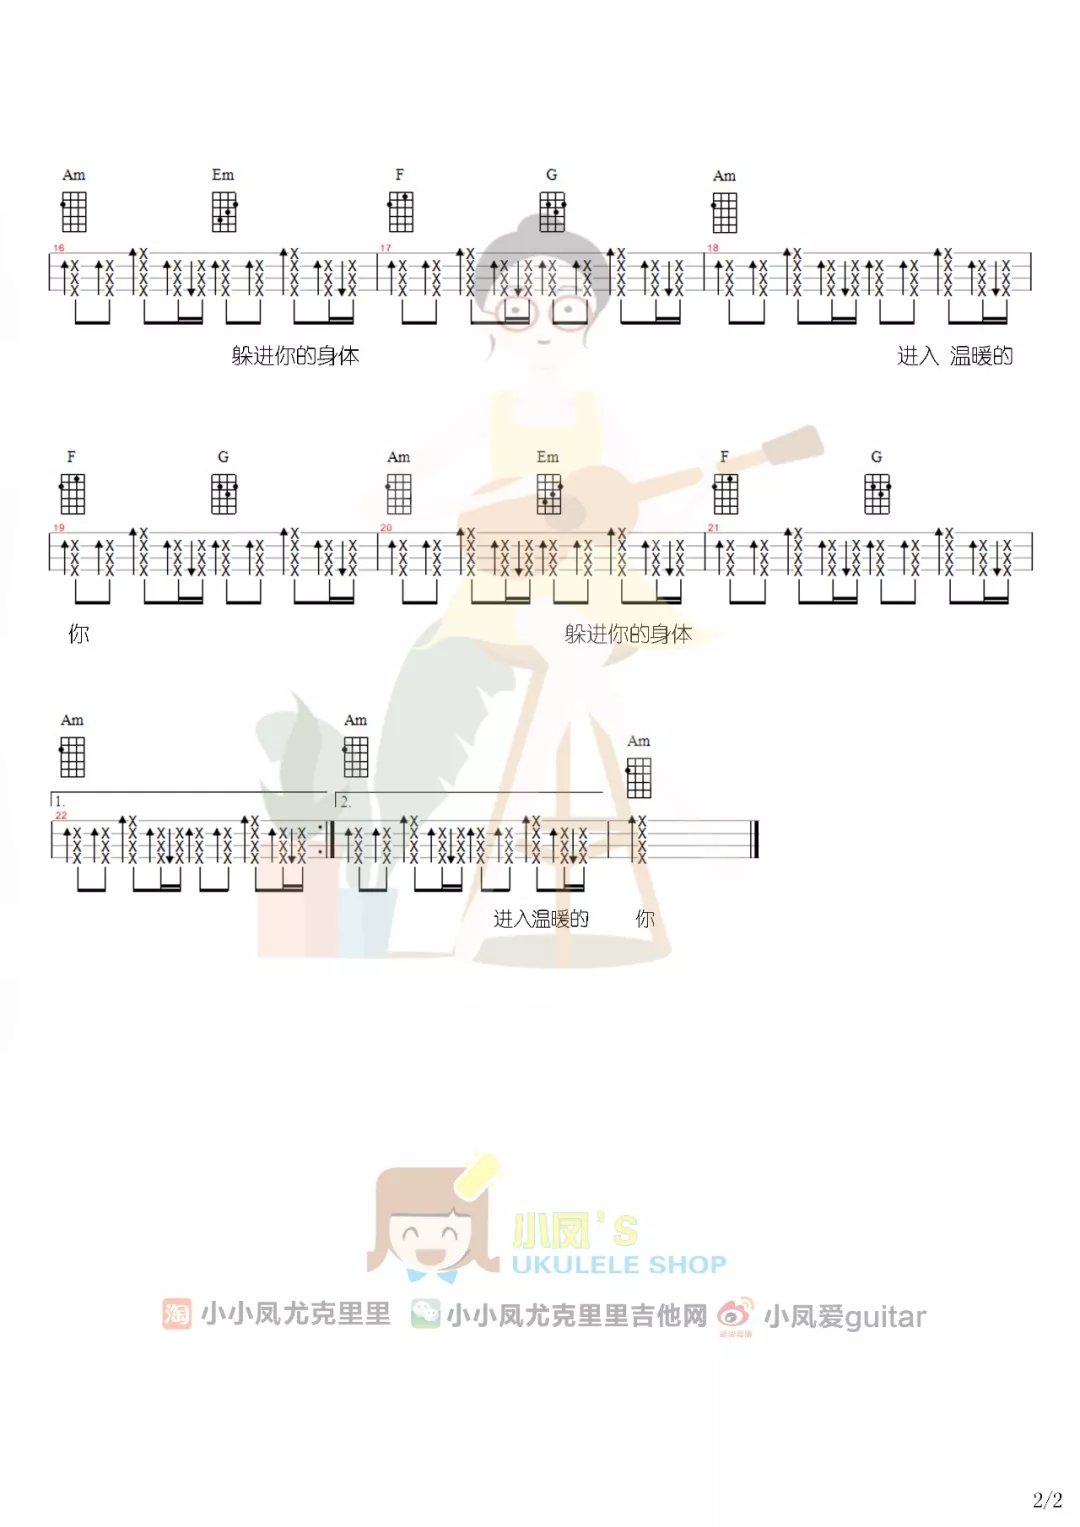 Am Em F G Am
16 17 18
躲进你的身体 进入 温暖的
F G Am Em F G
19 20 21
你 躲进你的身体
Am Am Am
1. 2.
22
进入温暖的 你
小凤's
UKULELE SHOP
淘 小小凤尤克里里 小小凤尤克里里吉他网 小凤爱guitar
2/2